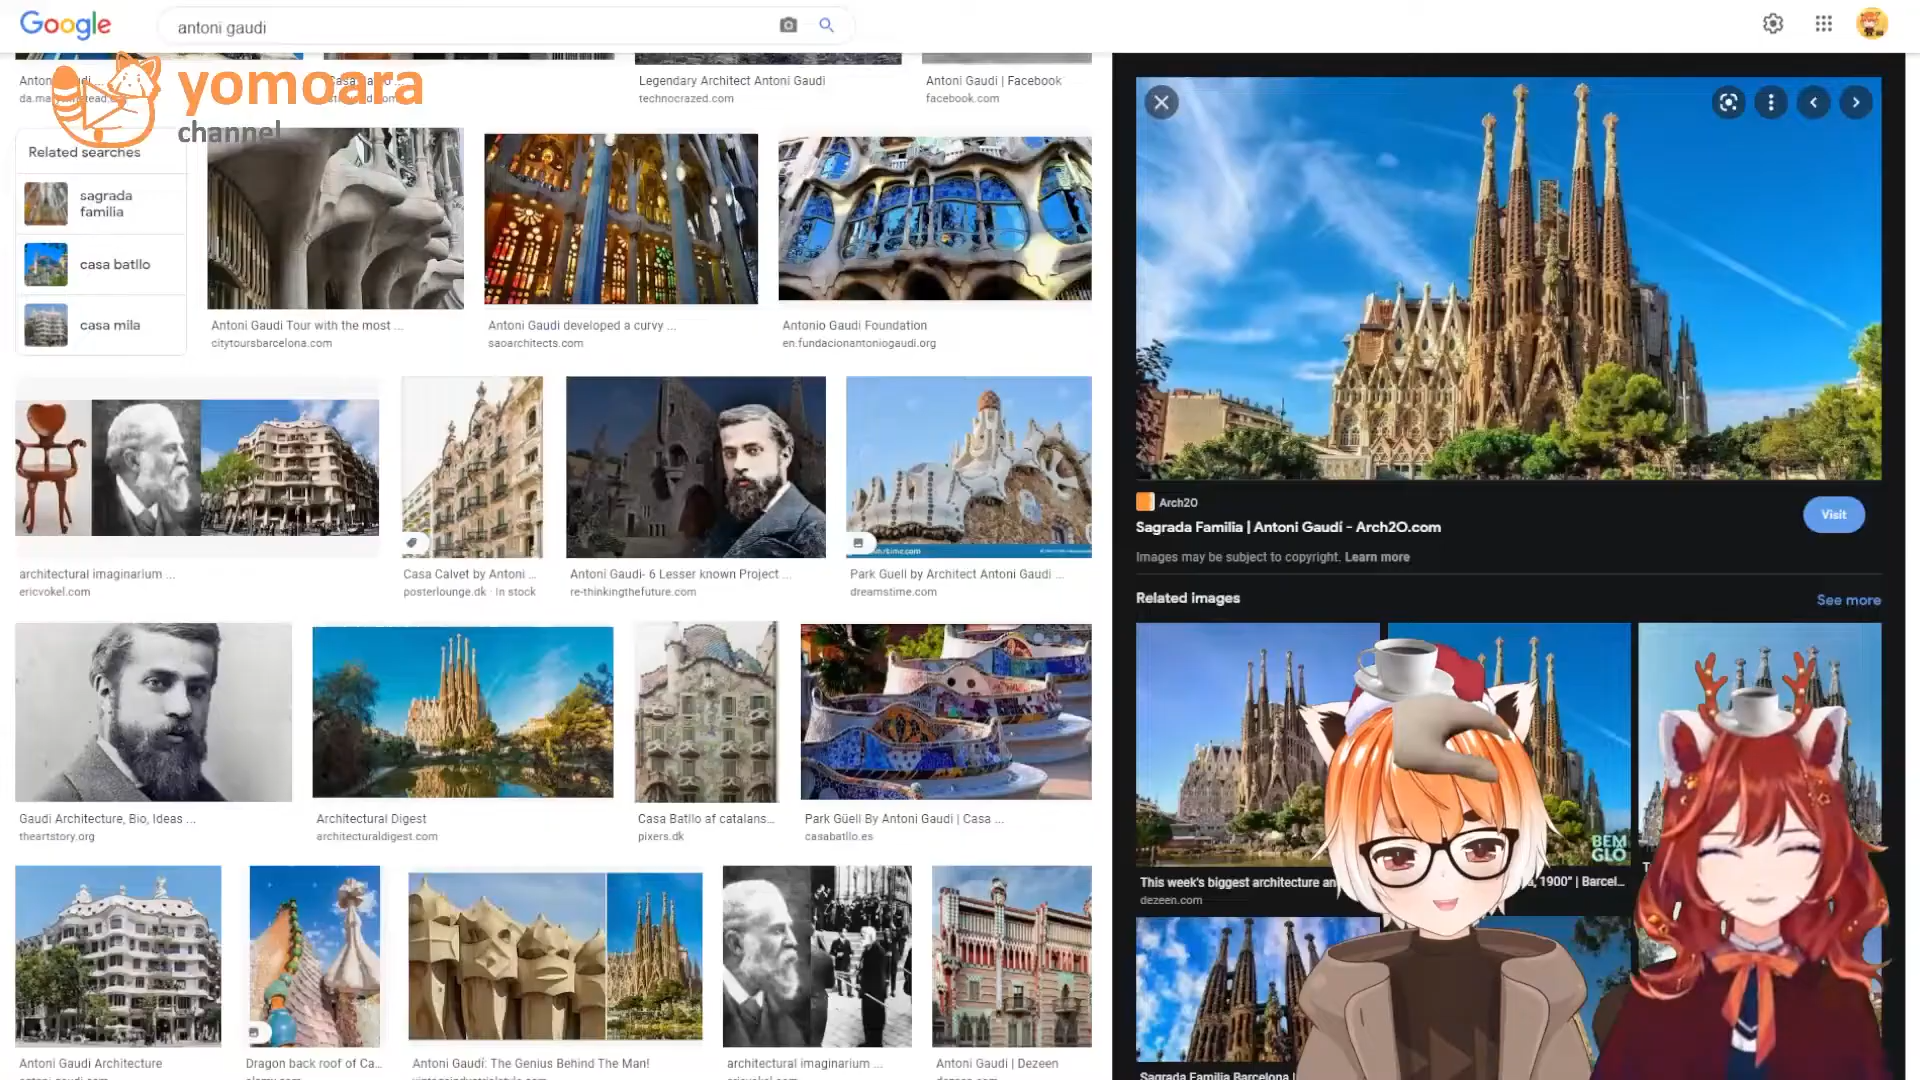 Google
antoni gaudi
yomoara
channel
Legendary Architect Antoni Gaudi
technocrazed.com
Antoni Gaudi | Facebook
facebook.com
Related searches
sagrada
familia
casa batllo
casa mila
Antoni Gaudi Tour with the most ...
citytoursbarcelona.com
Antoni Gaudi developed a curvy ...
saoarchitects.com
Antonio Gaudi Foundation
en.fundacionantoniogaudi.org
architectural imaginarium ...
ericvokel.com
Casa Calvet by Antoni ...
posterlounge.dk · In stock
Antoni Gaudi- 6 Lesser known Project ...
re-thinkingthefuture.com
Park Guell by Architect Antoni Gaudi ...
dreamstime.com
Gaudí Architecture, Bio, Ideas ...
theartstory.org
Architectural Digest
architecturaldigest.com
Casa Batllo af catalans...
pixers.dk
Park Güell By Antoni Gaudí | Casa ...
casabatllo.es
Antoni Gaudi Architecture
Dragon back roof of Ca...
Antoni Gaudí: The Genius Behind The Man!
architectural imaginarium ...
Antoni Gaudí | Dezeen
Arch2O
Sagrada Familia | Antoni Gaudí - Arch2O.com
Visit
Images may be subject to copyright. Learn more
Related images
See more
BEM
GLO
This week's biggest architecture an
, 1900" | Barcel...
dezeen.com
Sagrada Familia Barcelona |